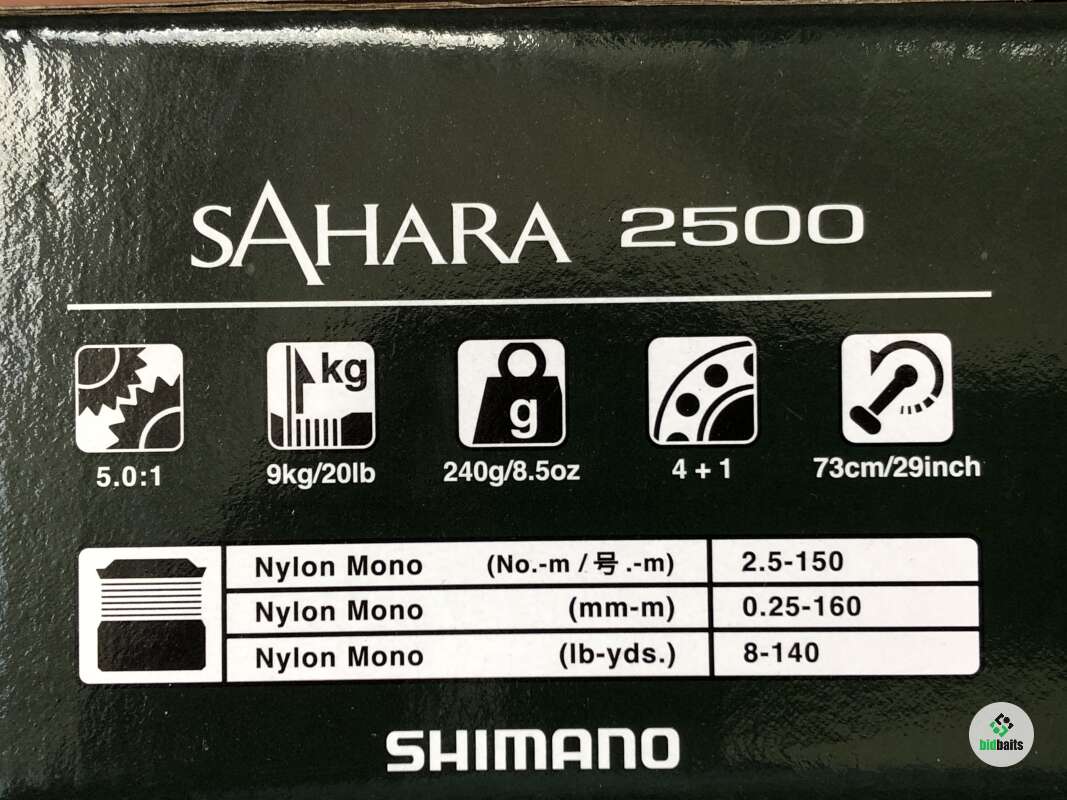 SAHARA 2500
kg
g
5.0:1
9kg/20lb
240g/8.5oz
4 + 1
73cm/29inch
Nylon Mono (No.-m / 号 .-m) 2.5-150
Nylon Mono (mm-m) 0.25-160
Nylon Mono (lb-yds.) 8-140
SHIMANO
bidbaits